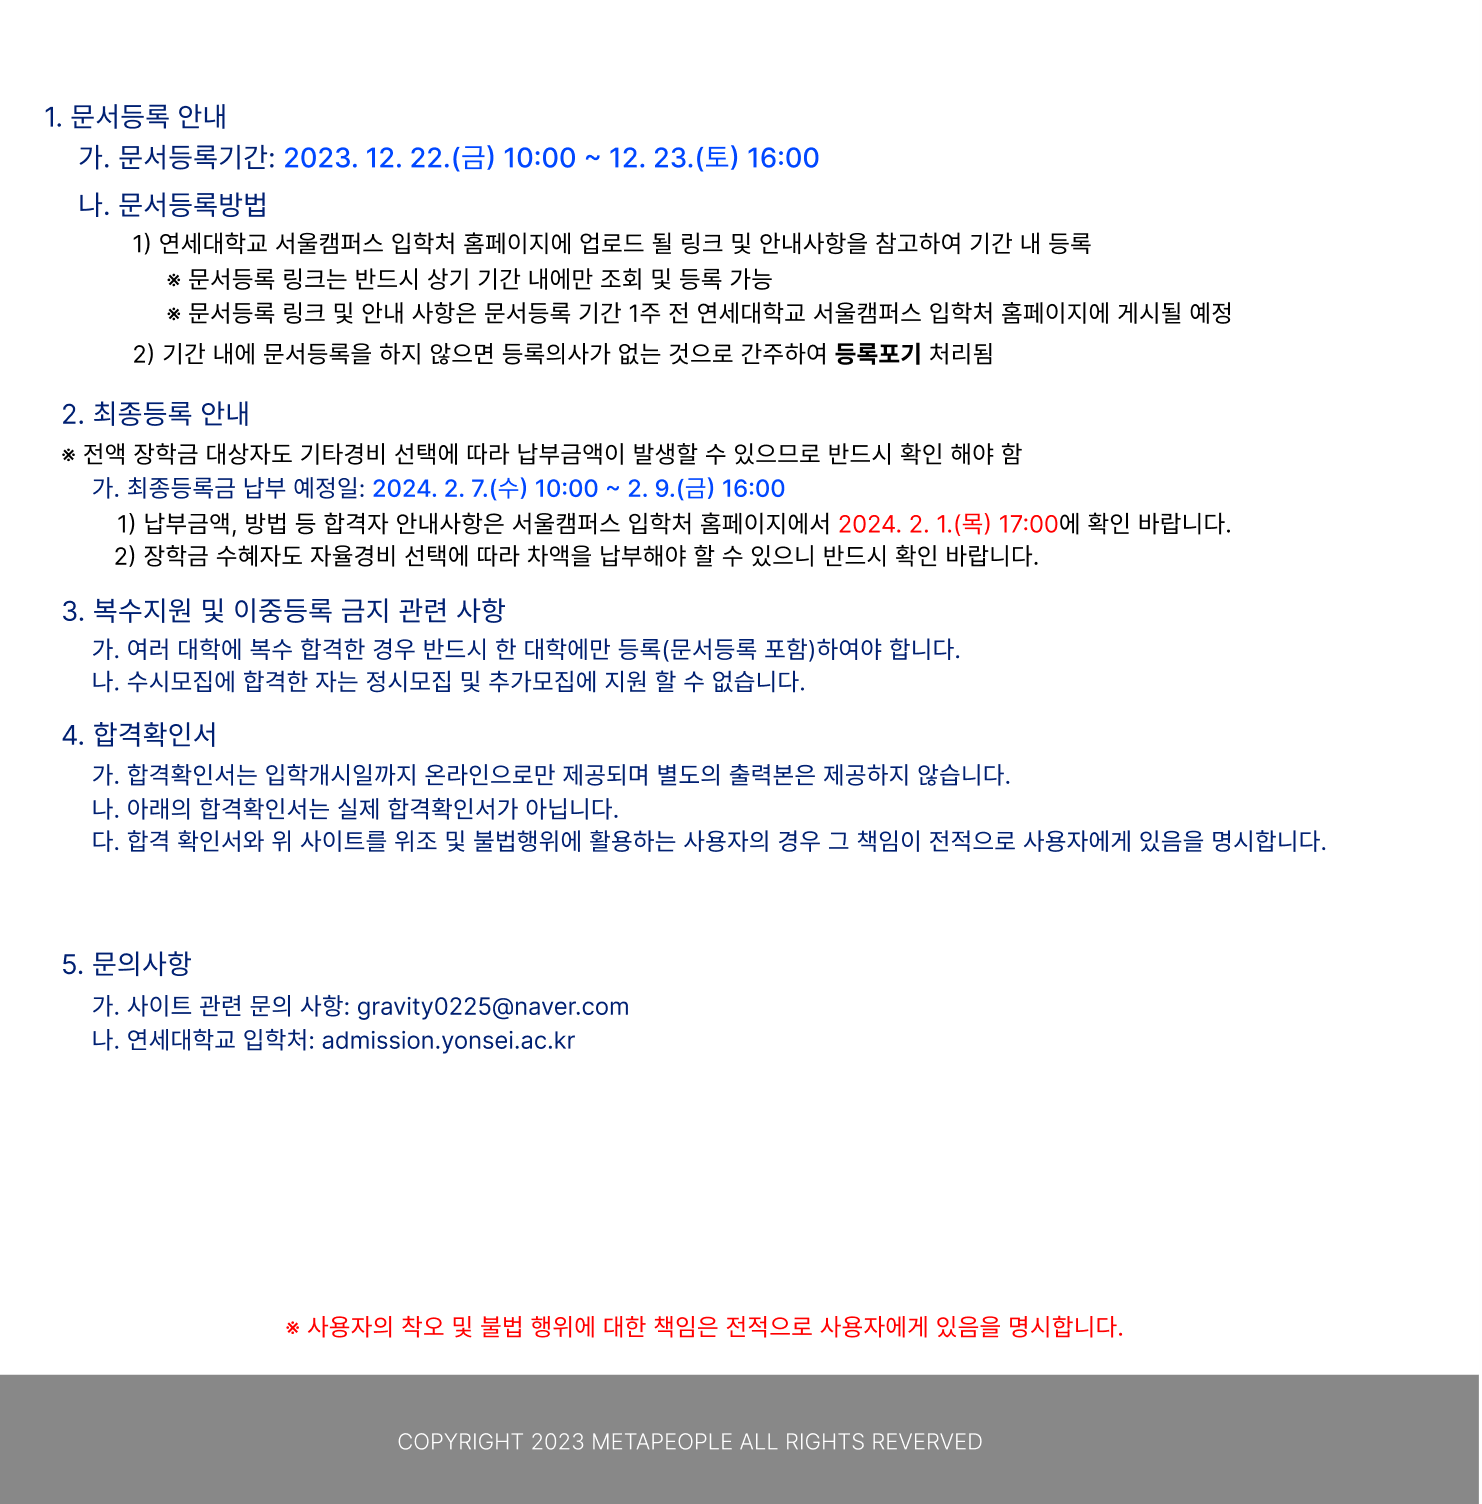 1. 문서등록 안내
가. 문서등록기간: 2023. 12. 22.(금) 10:00 ~ 12. 23.(토) 16:00
나. 문서등록방법
1) 연세대학교 서울캠퍼스 입학처 홈페이지에 업로드 될 링크 및 안내사항을 참고하여 기간 내 등록
※ 문서등록 링크는 반드시 상기 기간 내에만 조회 및 등록 가능
※ 문서등록 링크 및 안내 사항은 문서등록 기간 1주 전 연세대학교 서울캠퍼스 입학처 홈페이지에 게시될 예정
2) 기간 내에 문서등록을 하지 않으면 등록의사가 없는 것으로 간주하여 등록포기 처리됨
2. 최종등록 안내
※ 전액 장학금 대상자도 기타경비 선택에 따라 납부금액이 발생할 수 있으므로 반드시 확인 해야 함
가. 최종등록금 납부 예정일: 2024. 2. 7.(수) 10:00 ~ 2. 9.(금) 16:00
1) 납부금액, 방법 등 합격자 안내사항은 서울캠퍼스 입학처 홈페이지에서 2024. 2. 1.(목) 17:00에 확인 바랍니다.
2) 장학금 수혜자도 자율경비 선택에 따라 차액을 납부해야 할 수 있으니 반드시 확인 바랍니다.
3. 복수지원 및 이중등록 금지 관련 사항
가. 여러 대학에 복수 합격한 경우 반드시 한 대학에만 등록(문서등록 포함)하여야 합니다.
나. 수시모집에 합격한 자는 정시모집 및 추가모집에 지원 할 수 없습니다.
4. 합격확인서
가. 합격확인서는 입학개시일까지 온라인으로만 제공되며 별도의 출력본은 제공하지 않습니다.
나. 아래의 합격확인서는 실제 합격확인서가 아닙니다.
다. 합격 확인서와 위 사이트를 위조 및 불법행위에 활용하는 사용자의 경우 그 책임이 전적으로 사용자에게 있음을 명시합니다.
5. 문의사항
가. 사이트 관련 문의 사항: gravity0225@naver.com
나. 연세대학교 입학처: admission.yonsei.ac.kr
※ 사용자의 착오 및 불법 행위에 대한 책임은 전적으로 사용자에게 있음을 명시합니다.
COPYRIGHT 2023 METAPEOPLE ALL RIGHTS REVERVED